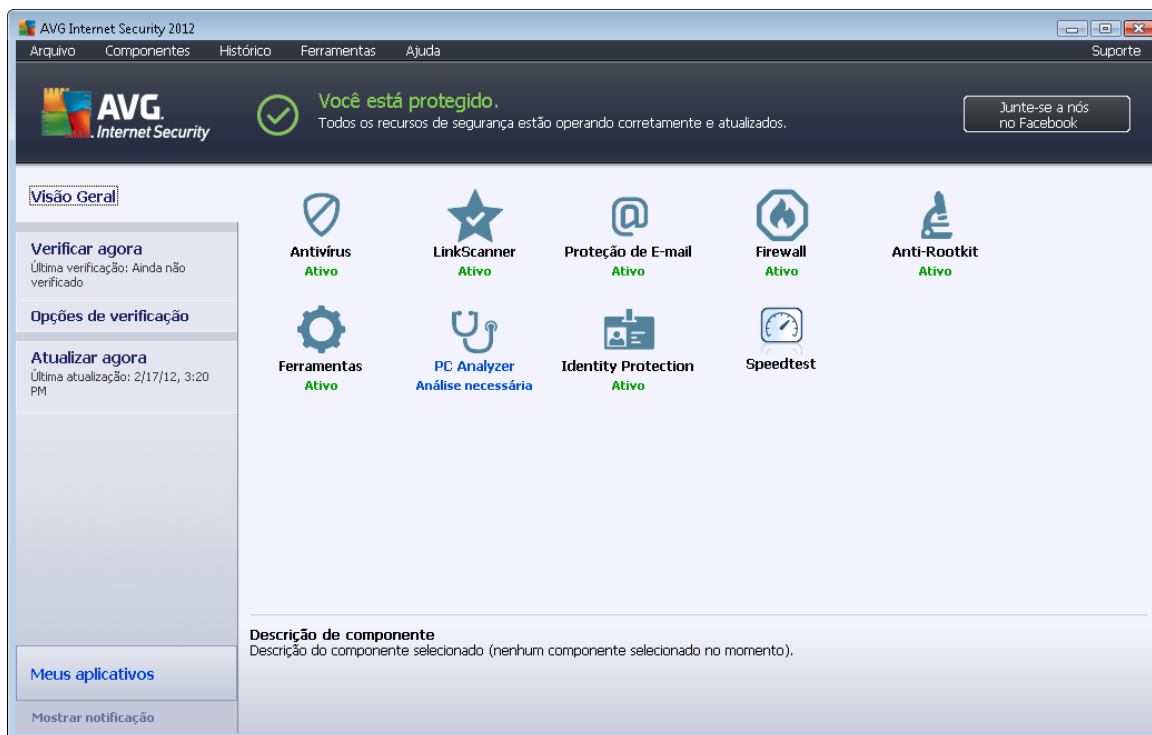 AVG Internet Security 2012
Arquivo Componentes Histórico Ferramentas Ajuda Suporte
AVG.
Internet Security
Você está protegido.
Todos os recursos de segurança estão operando corretamente e atualizados.
Junte-se a nós
no Facebook
Visão Geral
Verificar agora
Última verificação: Ainda não
verificado
Opções de verificação
Atualizar agora
Última atualização: 2/17/12, 3:20
PM
Antivírus
Ativo
LinkScanner
Ativo
Proteção de E-mail
Ativo
Firewall
Ativo
Anti-Rootkit
Ativo
Ferramentas
Ativo
PC Analyzer
Análise necessária
Identity Protection
Ativo
Speedtest
Descrição de componente
Descrição do componente selecionado (nenhum componente selecionado no momento).
Meus aplicativos
Mostrar notificação